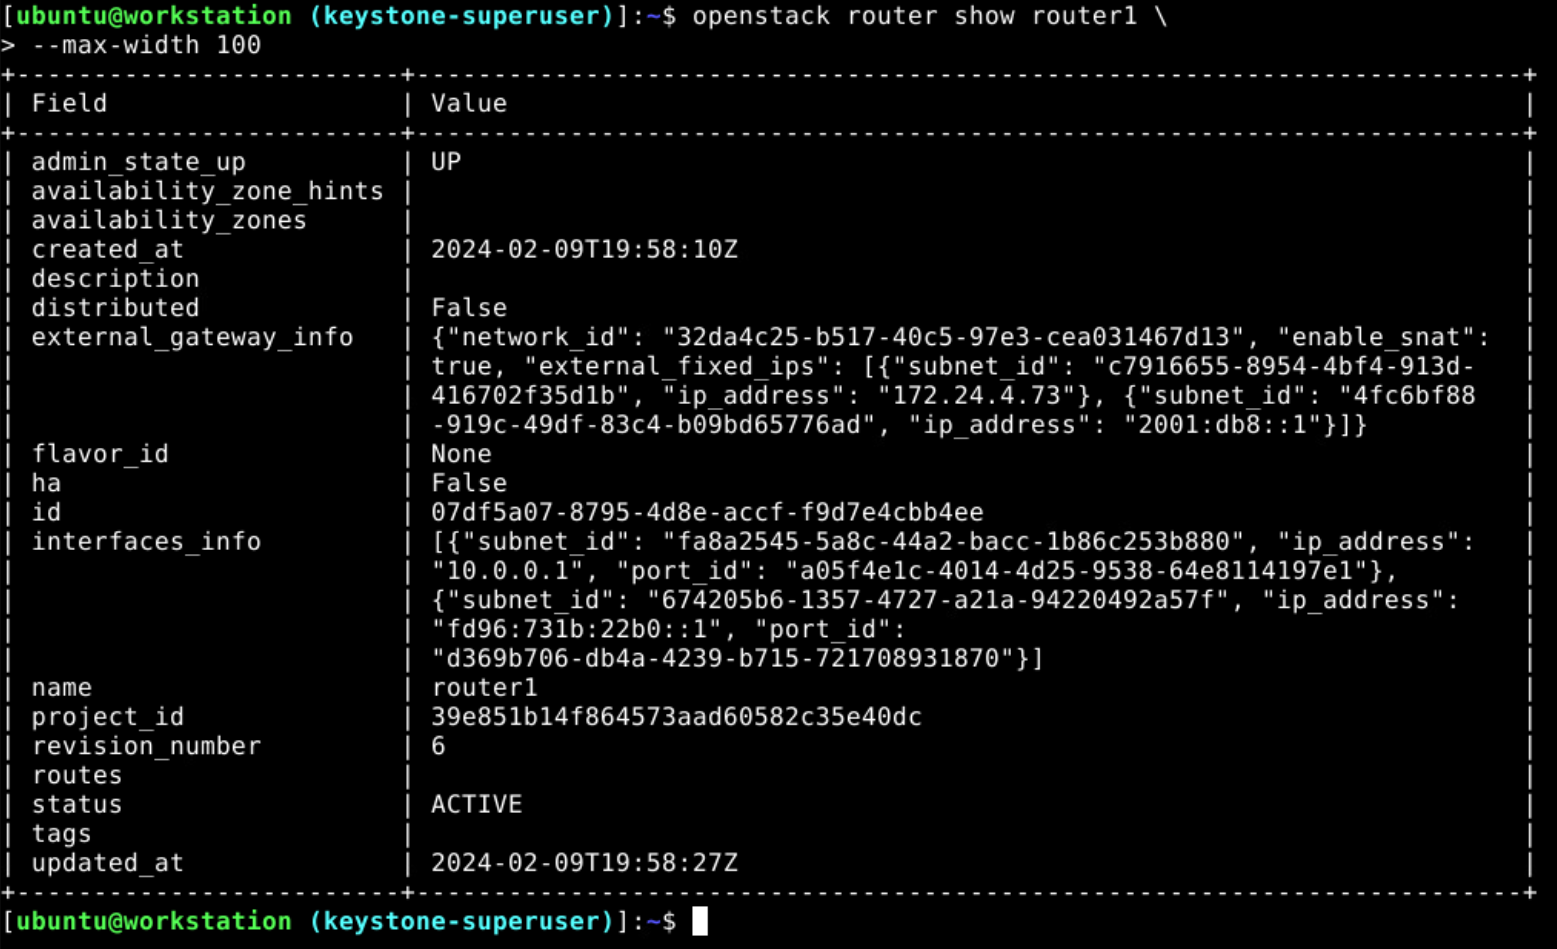 [ubuntu@workstation (keystone-superuser)]:~$ openstack router show router1 \
> --max-width 100
+-------------------------+-------------------------------------------------------------------------+
| Field                   | Value                                                                   |
+-------------------------+-------------------------------------------------------------------------+
| admin_state_up          | UP                                                                      |
| availability_zone_hints |                                                                         |
| availability_zones      |                                                                         |
| created_at              | 2024-02-09T19:58:10Z                                                    |
| description             |                                                                         |
| distributed             | False                                                                   |
| external_gateway_info   | {"network_id": "32da4c25-b517-40c5-97e3-cea031467d13", "enable_snat":   |
|                         | true, "external_fixed_ips": [{"subnet_id": "c7916655-8954-4bf4-913d-    |
|                         | 416702f35d1b", "ip_address": "172.24.4.73"}, {"subnet_id": "4fc6bf88    |
|                         | -919c-49df-83c4-b09bd65776ad", "ip_address": "2001:db8::1"}]}           |
| flavor_id               | None                                                                    |
| ha                      | False                                                                   |
| id                      | 07df5a07-8795-4d8e-accf-f9d7e4cbb4ee                                    |
| interfaces_info         | [{"subnet_id": "fa8a2545-5a8c-44a2-bacc-1b86c253b880", "ip_address":    |
|                         | "10.0.0.1", "port_id": "a05f4e1c-4014-4d25-9538-64e8114197e1"},         |
|                         | {"subnet_id": "674205b6-1357-4727-a21a-94220492a57f", "ip_address":     |
|                         | "fd96:731b:22b0::1", "port_id":                                         |
|                         | "d369b706-db4a-4239-b715-721708931870"}]                                |
| name                    | router1                                                                 |
| project_id              | 39e851b14f864573aad60582c35e40dc                                        |
| revision_number         | 6                                                                       |
| routes                  |                                                                         |
| status                  | ACTIVE                                                                  |
| tags                    |                                                                         |
| updated_at              | 2024-02-09T19:58:27Z                                                    |
+-------------------------+-------------------------------------------------------------------------+
[ubuntu@workstation (keystone-superuser)]:~$